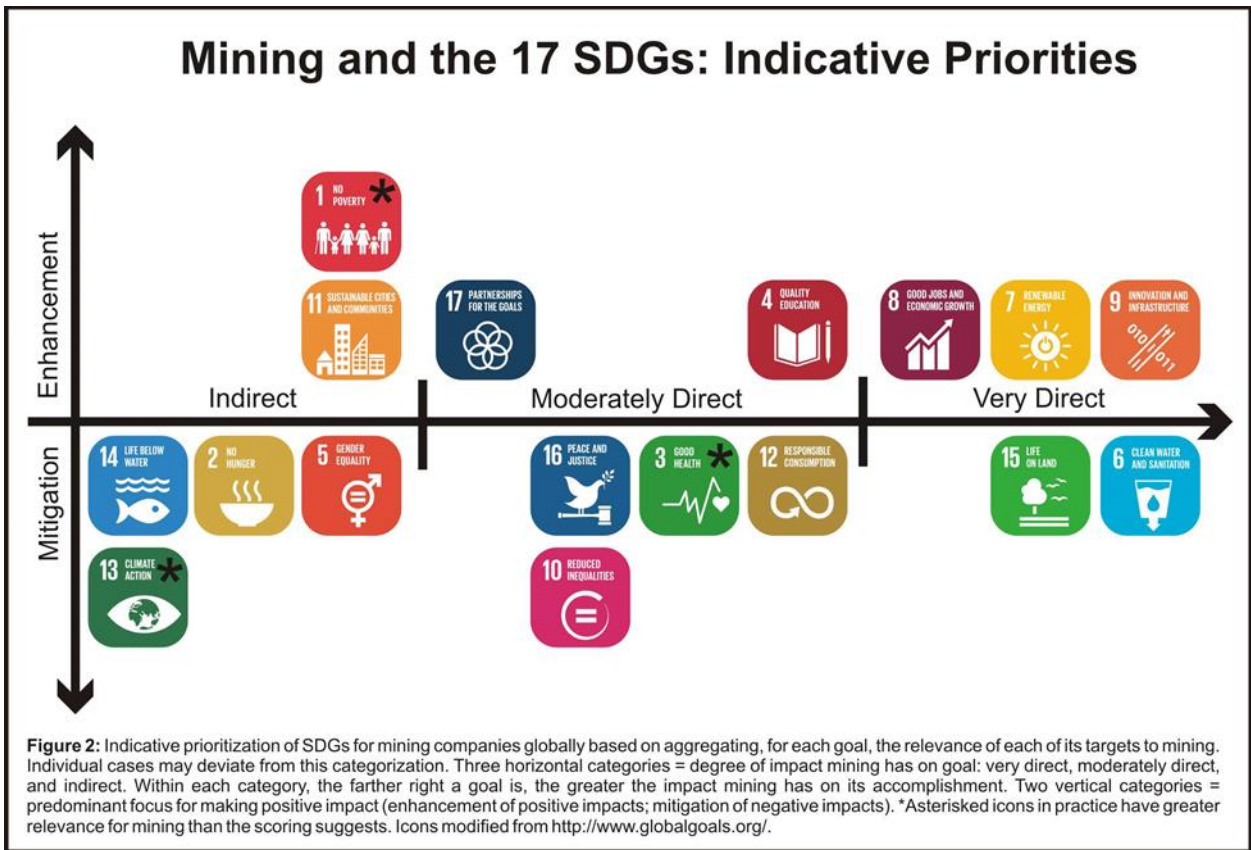 Mining and the 17 SDGs: Indicative Priorities
Enhancement
1 NO
POVERTY *
11 SUSTAINABLE CITIES
AND COMMUNITIES
17 PARTNERSHIPS
FOR THE GOALS
4 QUALITY
EDUCATION
8 GOOD JOBS AND
ECONOMIC GROWTH
7 RENEWABLE
ENERGY
9 INNOVATION AND
INFRASTRUCTURE
010
011
Indirect
Moderately Direct
Very Direct
Mitigation
14 LIFE BELOW
WATER
2 NO
HUNGER
5 GENDER
EQUALITY
16 PEACE AND
JUSTICE
3 GOOD
HEALTH *
12 RESPONSIBLE
CONSUMPTION
15 LIFE
ON LAND
6 CLEAN WATER
AND SANITATION
13 CLIMATE
ACTION *
10 REDUCED
INEQUALITIES
Figure 2: Indicative prioritization of SDGs for mining companies globally based on aggregating, for each goal, the relevance of each of its targets to mining.
Individual cases may deviate from this categorization. Three horizontal categories = degree of impact mining has on goal: very direct, moderately direct,
and indirect. Within each category, the farther right a goal is, the greater the impact mining has on its accomplishment. Two vertical categories =
predominant focus for making positive impact (enhancement of positive impacts; mitigation of negative impacts). *Asterisked icons in practice have greater
relevance for mining than the scoring suggests. Icons modified from http://www.globalgoals.org/.